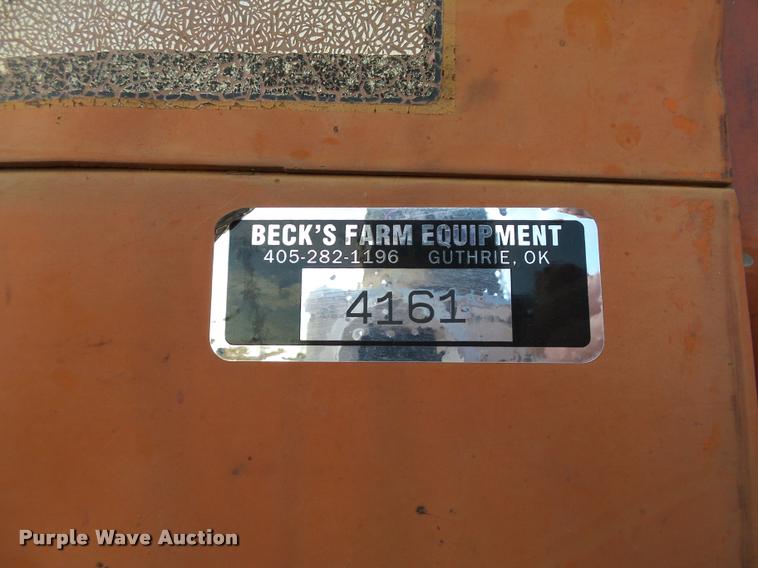 BECK'S FARM EQUIPMENT
405-282-1196 GUTHRIE, OK
4161
Purple Wave Auction